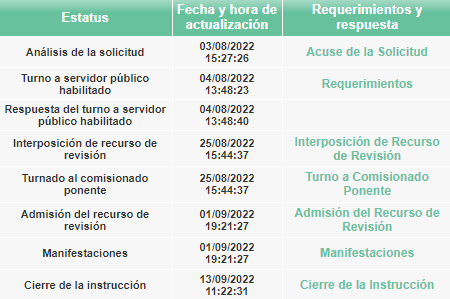 Estatus
Fecha y hora de
actualización
Requerimientos y
respuesta
Análisis de la solicitud
03/08/2022
15:27:26
Acuse de la Solicitud
Turno a servidor público
habilitado
04/08/2022
13:48:23
Requerimientos
Respuesta del turno a servidor
público habilitado
04/08/2022
13:48:40
Interposición de recurso de
revisión
25/08/2022
15:44:37
Interposición de Recurso
de Revisión
Turnado al comisionado
ponente
25/08/2022
15:44:37
Turno a Comisionado
Ponente
Admisión del recurso de
revisión
01/09/2022
19:21:27
Admisión del Recurso de
Revisión
Manifestaciones
01/09/2022
19:21:27
Manifestaciones
Cierre de la instrucción
13/09/2022
11:22:31
Cierre de la Instrucción